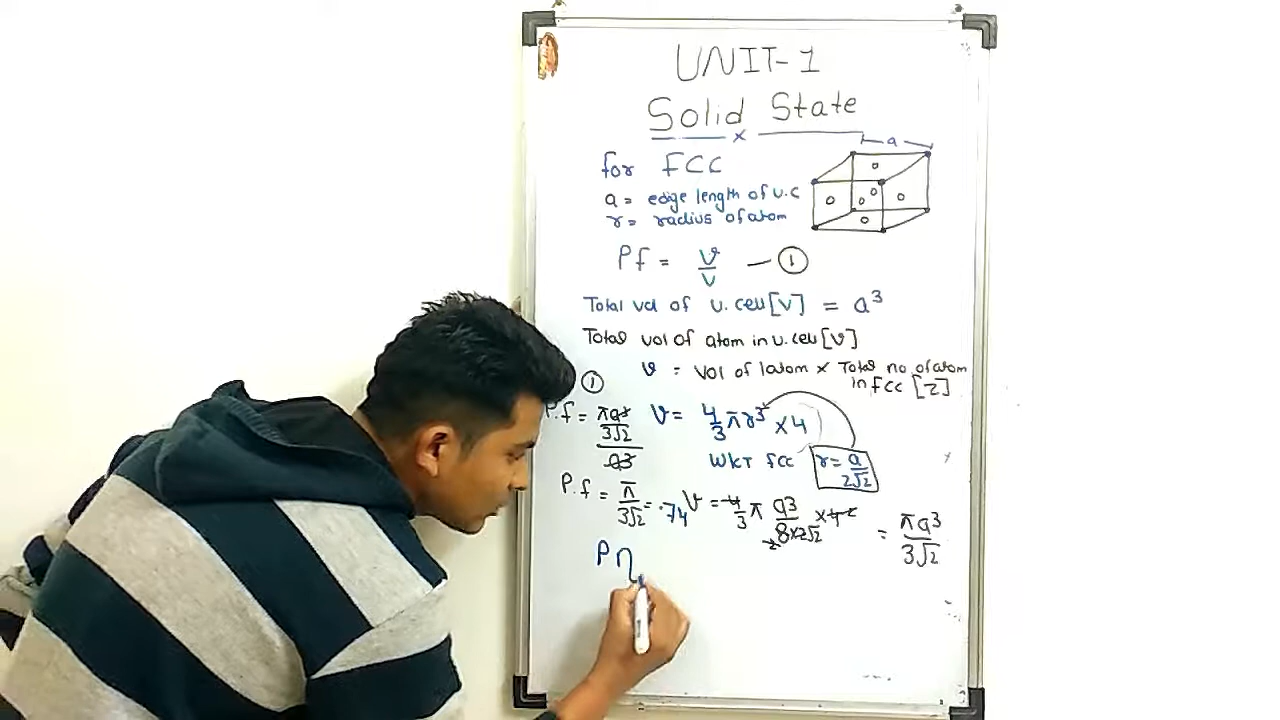 UNIT-1
Solid State
x
a
for FCC
a = edge length of U.C
r = radius of atom
Pf = v/V — ①
Total vol of u.cell [V] = a³
Total vol of atom in u.cell [v]
v = vol of 1 atom × Total no. of atom
in fcc [Z]
①
P.f = πa³/3√2 / a³
v = 4/3 πr³ × 4
WKT fcc r = a/2√2
P.f = π/3√2 = .74
v = 4/3 π a³/8×2√2 × 4 = πa³/3√2
Pη